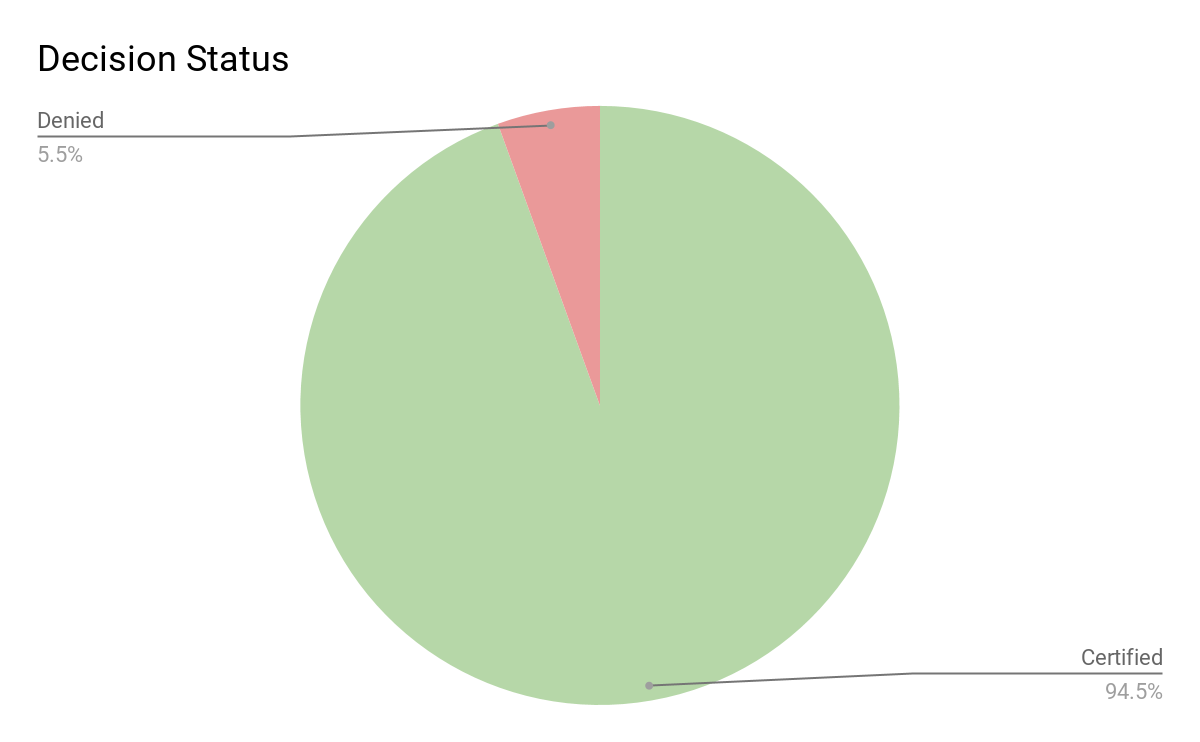 Decision Status
Denied
5.5%
Certified
94.5%